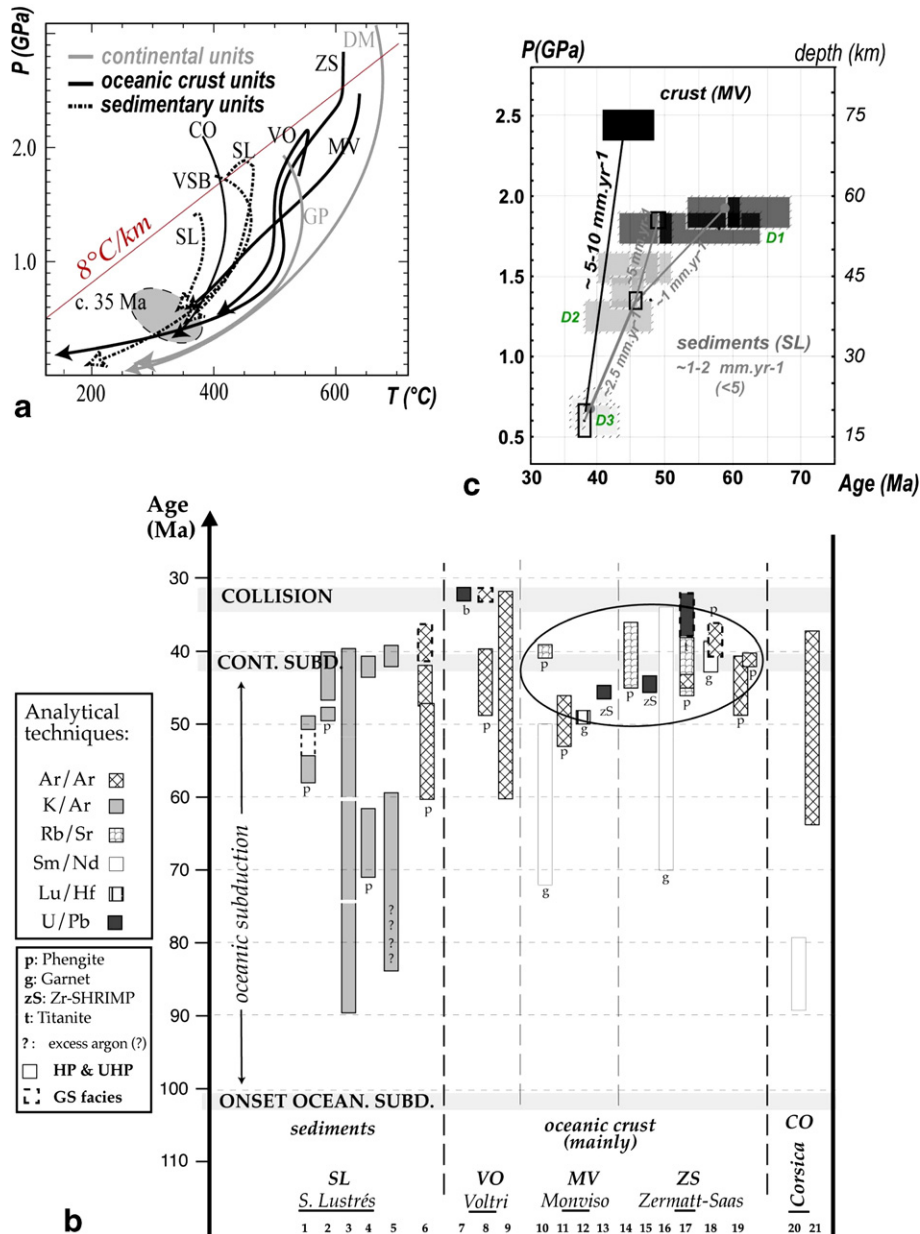 P(GPa)
continental units
oceanic crust units
sedimentary units
DM
ZS
CO
SL
VO
MV
VSB
GP
SL
8°C/km
c. 35 Ma
2.0
1.0
200
400
600
T (°C)
a
c
P(GPa)
depth (km)
crust (MV)
2.5
2.0
1.5
1.0
0.5
75
60
45
30
15
~ 5-10 mm.yr-1
~5 mm.yr-1
~1 mm.yr-1
~2.5 mm.yr-1
D1
D2
D3
sediments (SL)
~1-2 mm.yr-1
(<5)
30
40
50
60
70
Age (Ma)
Age
(Ma)
30
40
50
60
70
80
90
100
110
COLLISION
CONT. SUBD.
oceanic subduction
ONSET OCEAN. SUBD.
p
p
p
? ? ? ?
p
b
p
p
g
p
g
zS
p
zS
g
t
p
p
g
p
p
Analytical
techniques:
Ar/Ar
K/Ar
Rb/Sr
Sm/Nd
Lu/Hf
U/Pb
p: Phengite
g: Garnet
zS: Zr-SHRIMP
t: Titanite
? : excess argon (?)
HP & UHP
GS facies
sediments
oceanic crust
(mainly)
CO
Corsica
SL
VO
MV
ZS
S. Lustrés
Voltri
Monviso
Zermatt-Saas
1 2 3 4 5 6 7 8 9 10 11 12 13 14 15 16 17 18 19 20 21
b